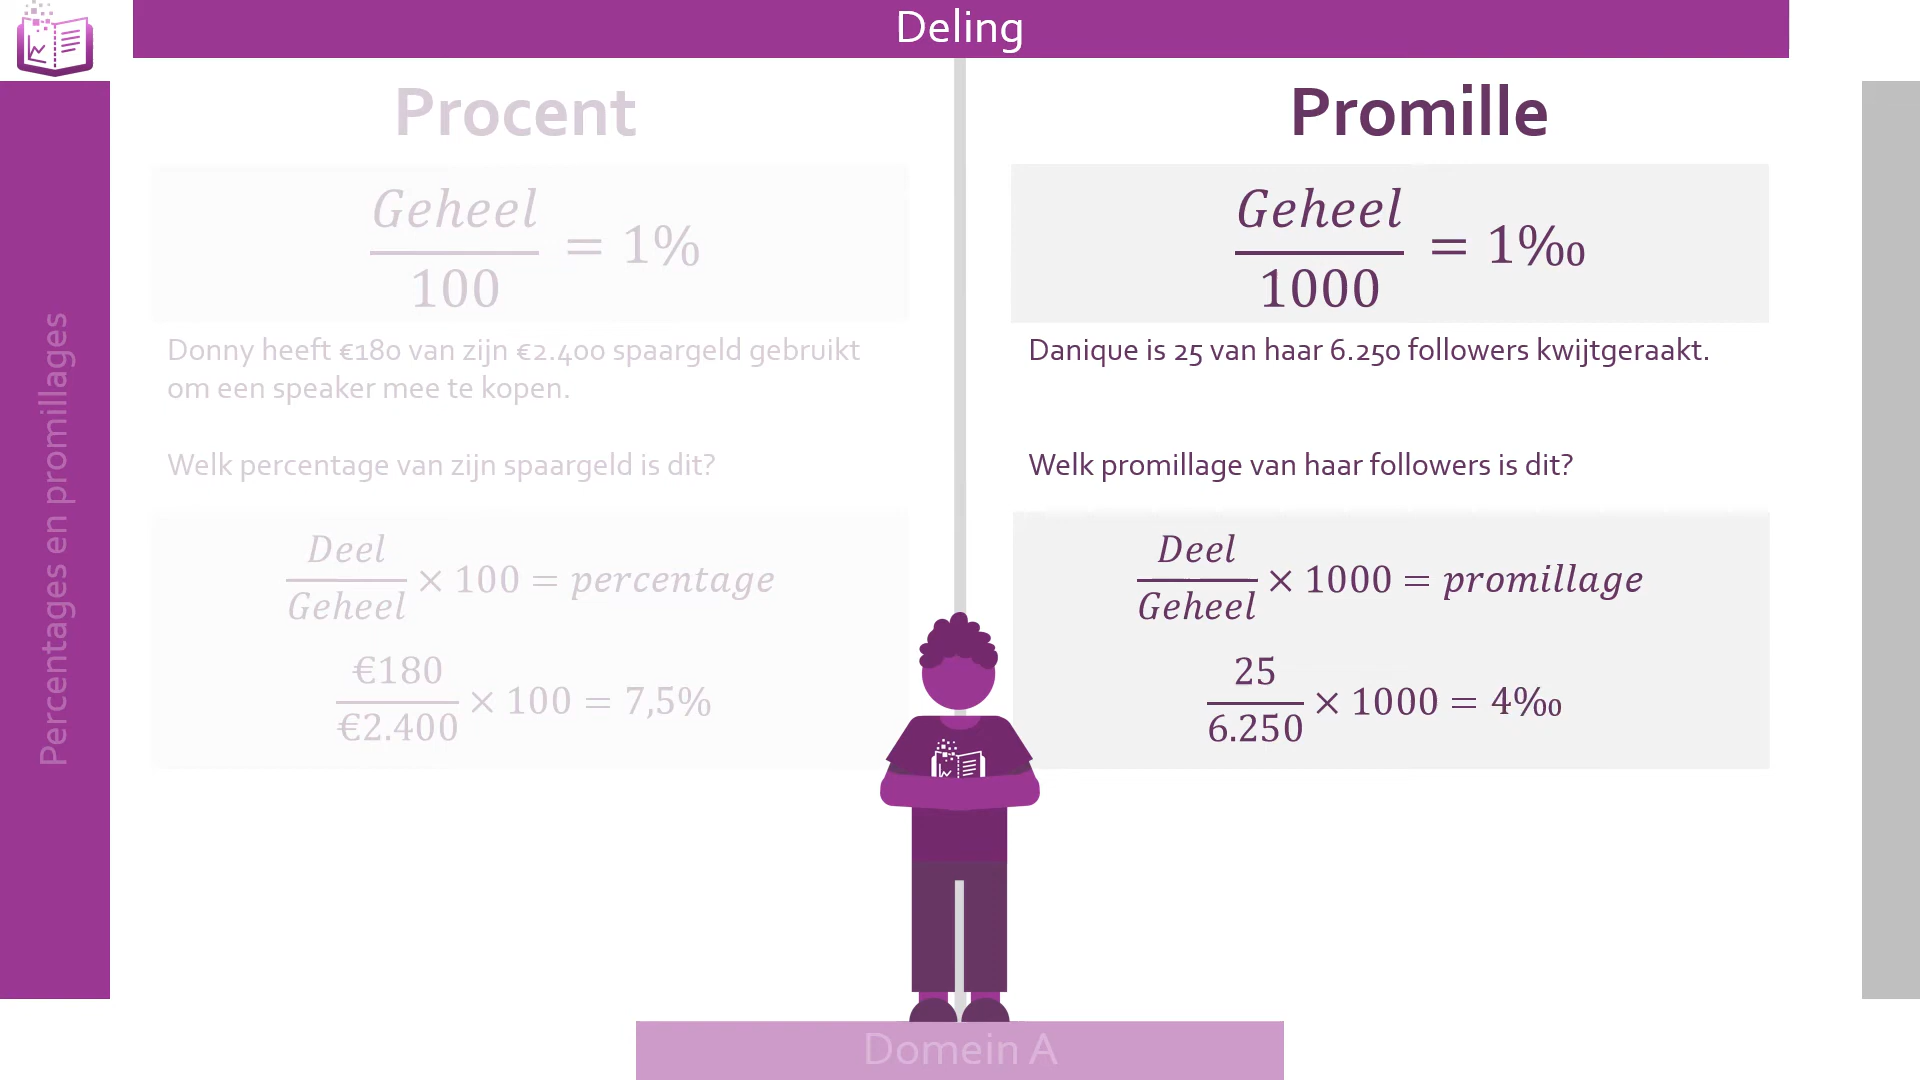 Deling
Percentages en promillages
Procent
Geheel
100
= 1%
Donny heeft €180 van zijn €2.400 spaargeld gebruikt
om een speaker mee te kopen.
Welk percentage van zijn spaargeld is dit?
Deel
Geheel
× 100 = percentage
€180
€2.400
× 100 = 7,5%
Promille
Geheel
1000
= 1‰
Danique is 25 van haar 6.250 followers kwijtgeraakt.
Welk promillage van haar followers is dit?
Deel
Geheel
× 1000 = promillage
25
6.250
× 1000 = 4‰
Domein A